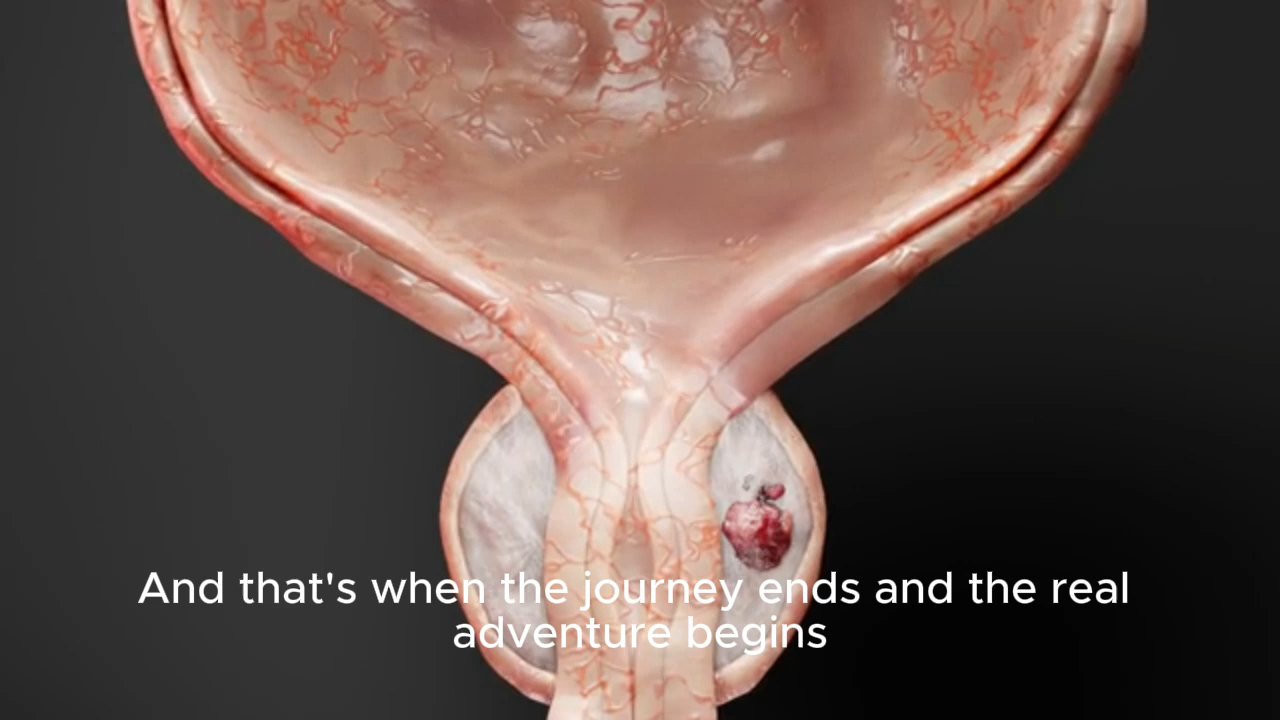 And that's when the journey ends and the real
adventure begins